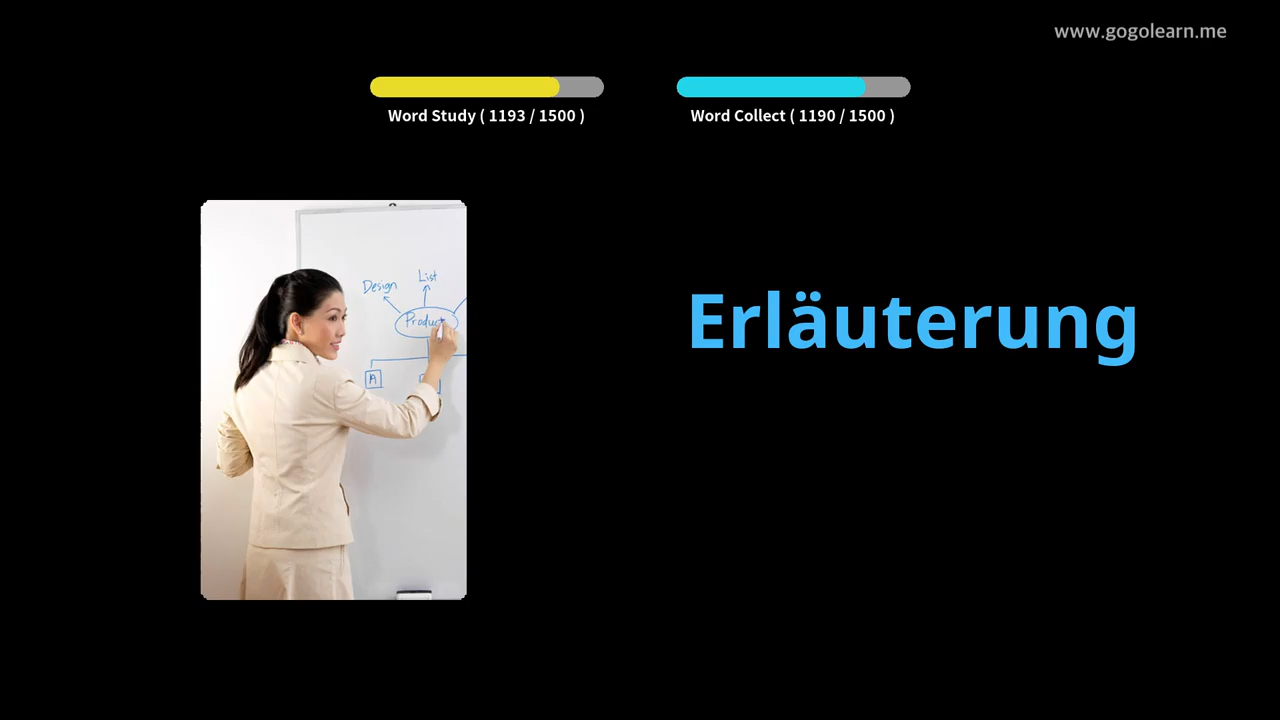 www.gogolearn.me
Word Study ( 1193 / 1500 )
Word Collect ( 1190 / 1500 )
Erläuterung
List
Design
Product
A